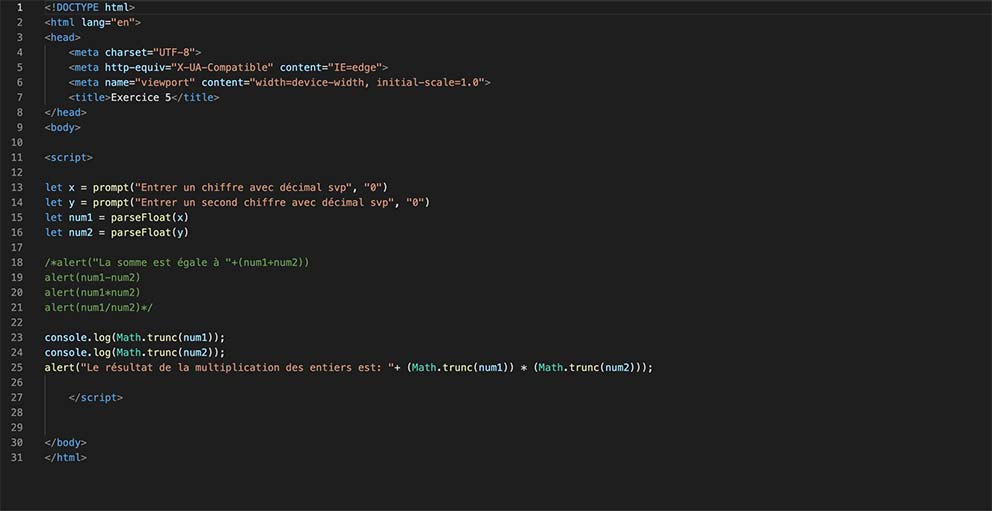 1 <!DOCTYPE html>
2 <html lang="en">
3 <head>
4     <meta charset="UTF-8">
5     <meta http-equiv="X-UA-Compatible" content="IE=edge">
6     <meta name="viewport" content="width=device-width, initial-scale=1.0">
7     <title>Exercice 5</title>
8 </head>
9 <body>
10
11 <script>
12
13 let x = prompt("Entrer un chiffre avec décimal svp", "0")
14 let y = prompt("Entrer un second chiffre avec décimal svp", "0")
15 let num1 = parseFloat(x)
16 let num2 = parseFloat(y)
17
18 /*alert("La somme est égale à "+(num1+num2))
19 alert(num1-num2)
20 alert(num1*num2)
21 alert(num1/num2)*/
22
23 console.log(Math.trunc(num1));
24 console.log(Math.trunc(num2));
25 alert("Le résultat de la multiplication des entiers est: "+ (Math.trunc(num1)) * (Math.trunc(num2)));
26
27     </script>
28
29
30 </body>
31 </html>